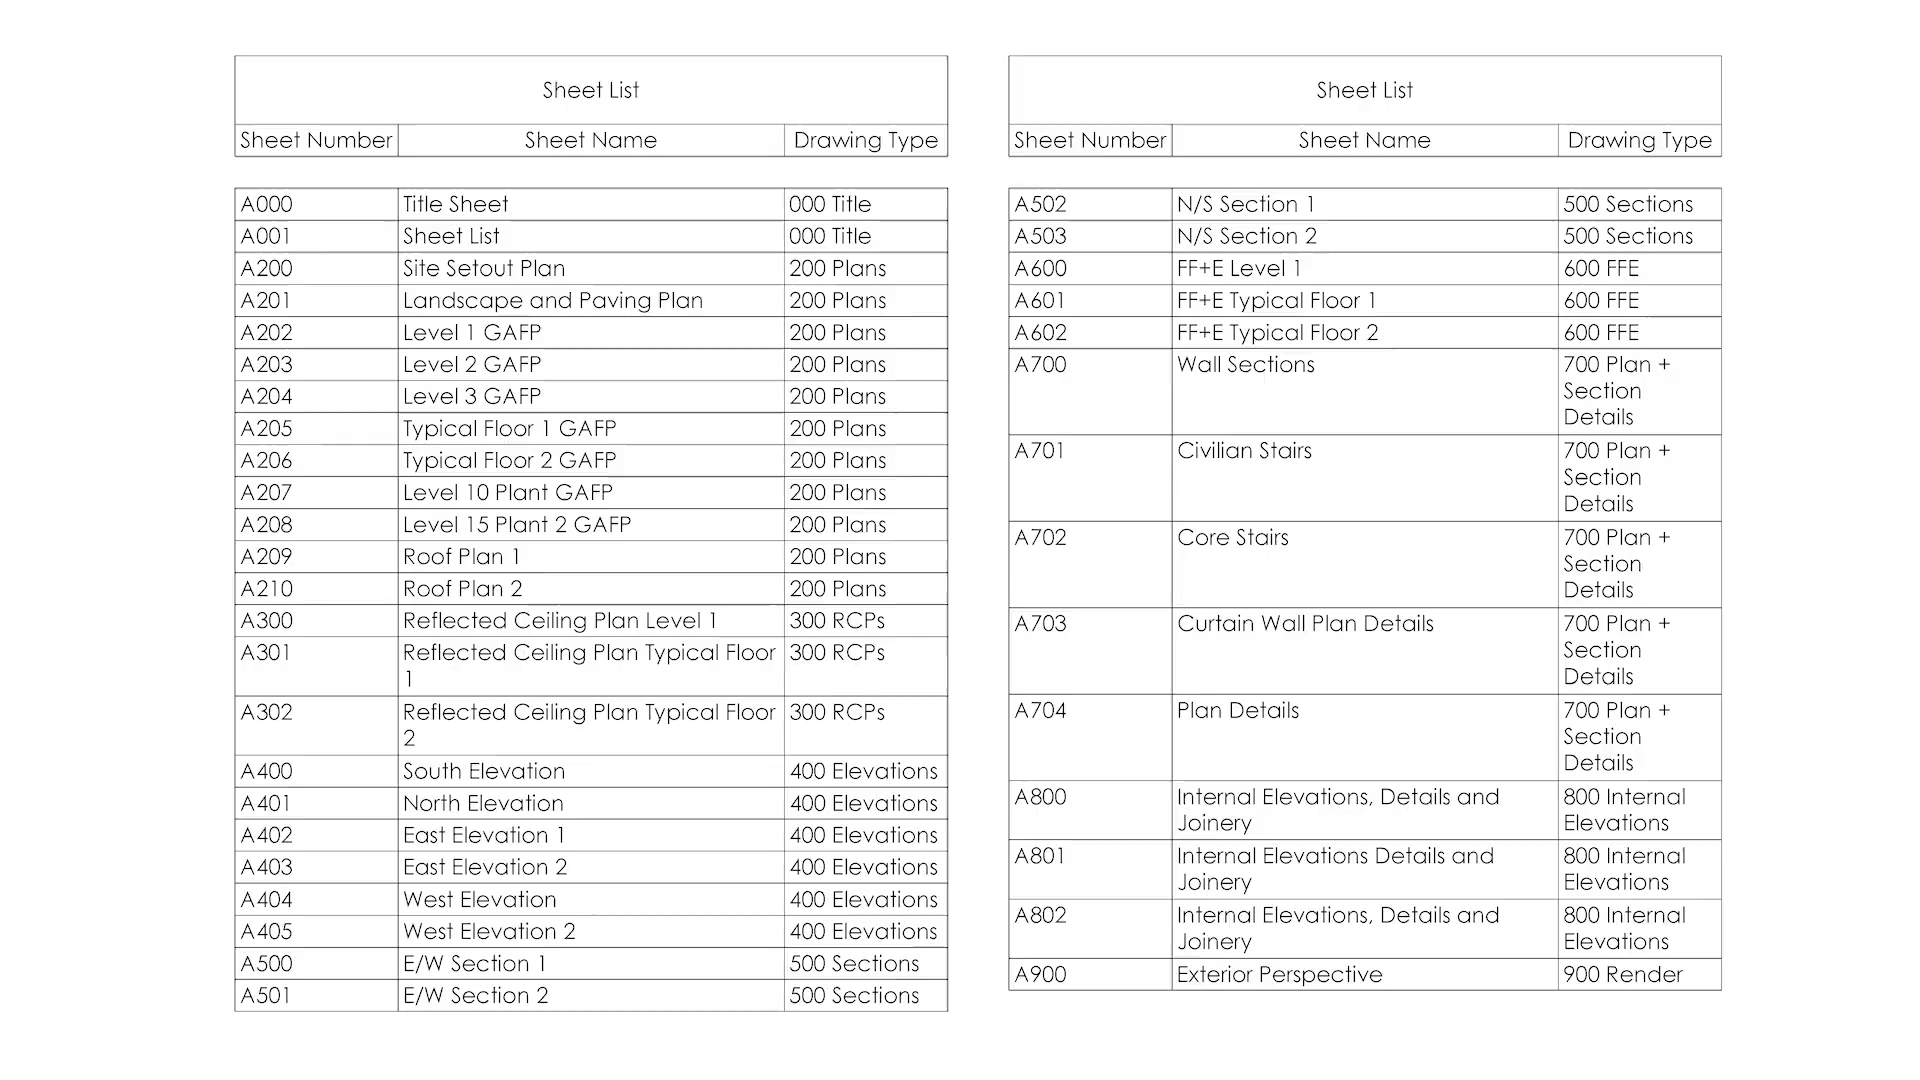 Sheet List
Sheet Number Sheet Name Drawing Type
A000 Title Sheet 000 Title
A001 Sheet List 000 Title
A200 Site Setout Plan 200 Plans
A201 Landscape and Paving Plan 200 Plans
A202 Level 1 GAFP 200 Plans
A203 Level 2 GAFP 200 Plans
A204 Level 3 GAFP 200 Plans
A205 Typical Floor 1 GAFP 200 Plans
A206 Typical Floor 2 GAFP 200 Plans
A207 Level 10 Plant GAFP 200 Plans
A208 Level 15 Plant 2 GAFP 200 Plans
A209 Roof Plan 1 200 Plans
A210 Roof Plan 2 200 Plans
A300 Reflected Ceiling Plan Level 1 300 RCPs
A301 Reflected Ceiling Plan Typical Floor 300 RCPs
1
A302 Reflected Ceiling Plan Typical Floor 300 RCPs
2
A400 South Elevation 400 Elevations
A401 North Elevation 400 Elevations
A402 East Elevation 1 400 Elevations
A403 East Elevation 2 400 Elevations
A404 West Elevation 400 Elevations
A405 West Elevation 2 400 Elevations
A500 E/W Section 1 500 Sections
A501 E/W Section 2 500 Sections
Sheet List
Sheet Number Sheet Name Drawing Type
A502 N/S Section 1 500 Sections
A503 N/S Section 2 500 Sections
A600 FF+E Level 1 600 FFE
A601 FF+E Typical Floor 1 600 FFE
A602 FF+E Typical Floor 2 600 FFE
A700 Wall Sections 700 Plan +
Section
Details
A701 Civilian Stairs 700 Plan +
Section
Details
A702 Core Stairs 700 Plan +
Section
Details
A703 Curtain Wall Plan Details 700 Plan +
Section
Details
A704 Plan Details 700 Plan +
Section
Details
A800 Internal Elevations, Details and 800 Internal
Joinery Elevations
A801 Internal Elevations Details and 800 Internal
Joinery Elevations
A802 Internal Elevations, Details and 800 Internal
Joinery Elevations
A900 Exterior Perspective 900 Render